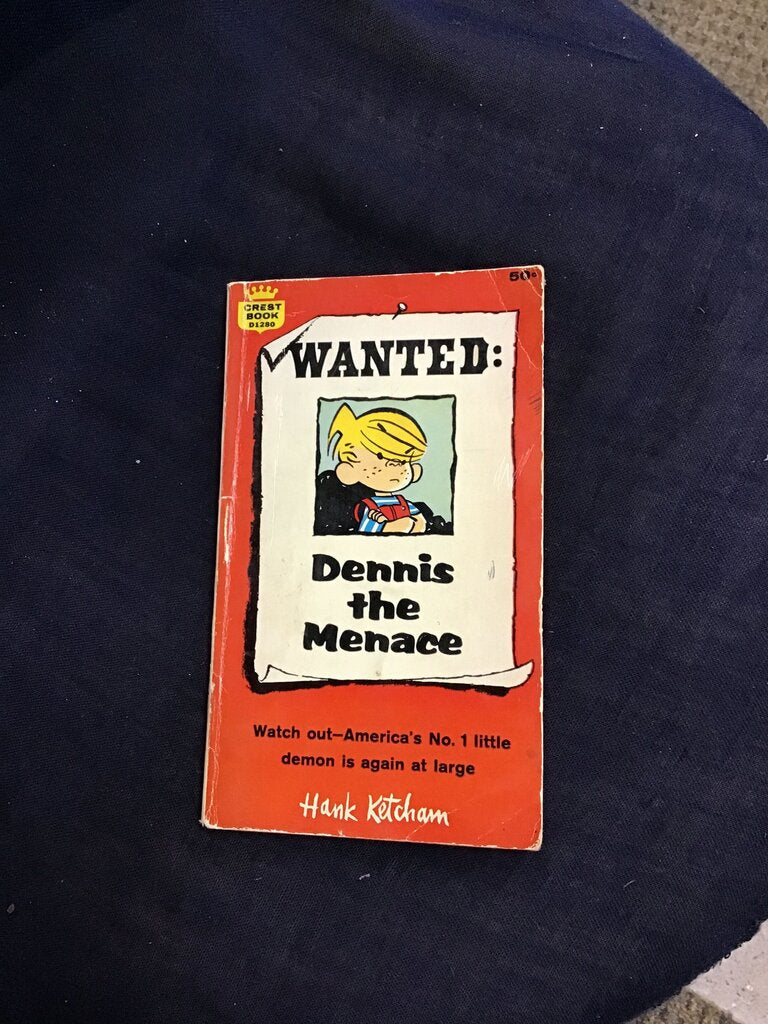 50¢
CREST
BOOK
D1280
WANTED:
Dennis
the
Menace
Watch out—America's No. 1 little
demon is again at large
Hank Ketcham